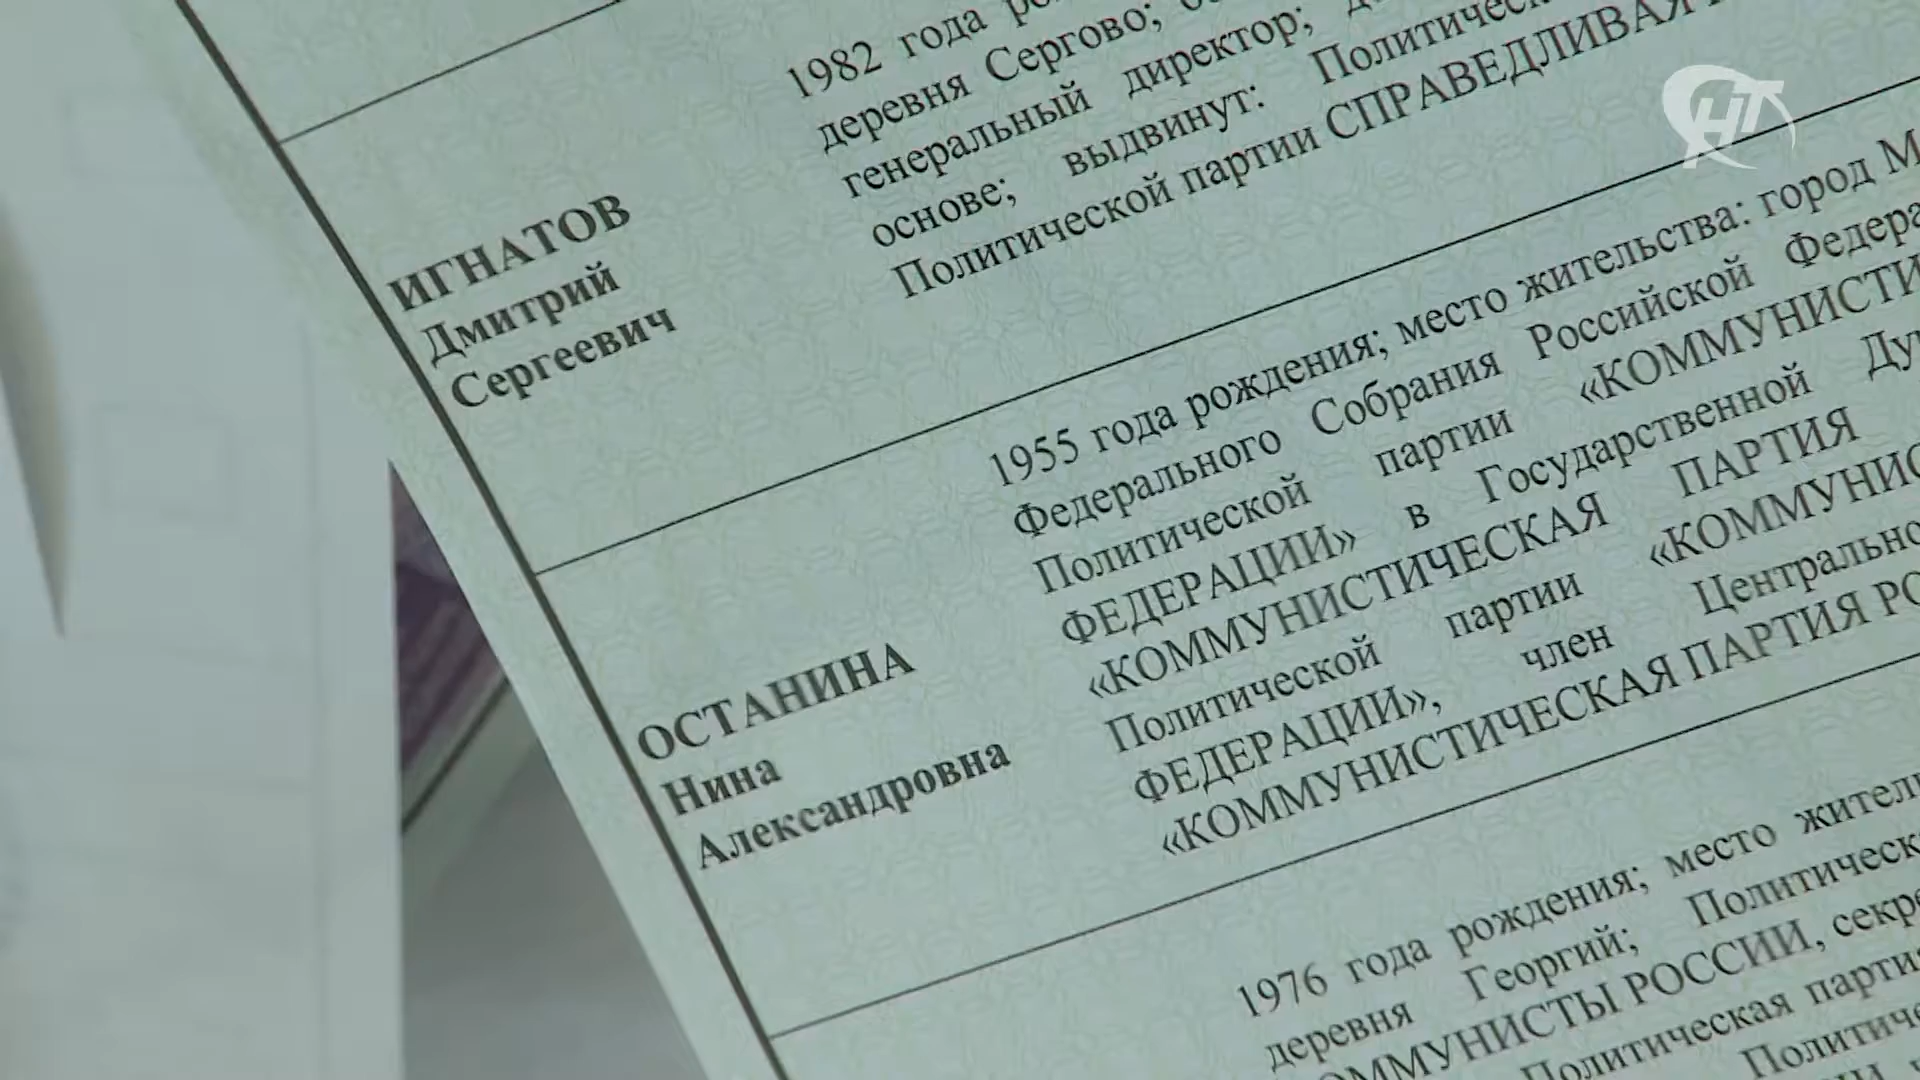 НТ
1982 года
деревня Сергово;
генеральный директор;
основе; выдвинут: Политическ
Политической партии СПРАВЕДЛИВАЯ
ИГНАТОВ
Дмитрий
Сергеевич
1955 года рождения; место жительства: город М
Федерального Собрания Российской Федера
Политической партии «КОММУНИСТИ
ФЕДЕРАЦИИ» в Государственной Ду
«КОММУНИСТИЧЕСКАЯ ПАРТИЯ
Политической партии «КОММУНИС
ФЕДЕРАЦИИ», член Центрально
«КОММУНИСТИЧЕСКАЯ ПАРТИЯ РО
ОСТАНИНА
Нина
Александровна
1976 года рождения; место житель
деревня Георгий; Политическ
КОММУНИСТЫ РОССИИ, секре
Политическая парти
Политиче